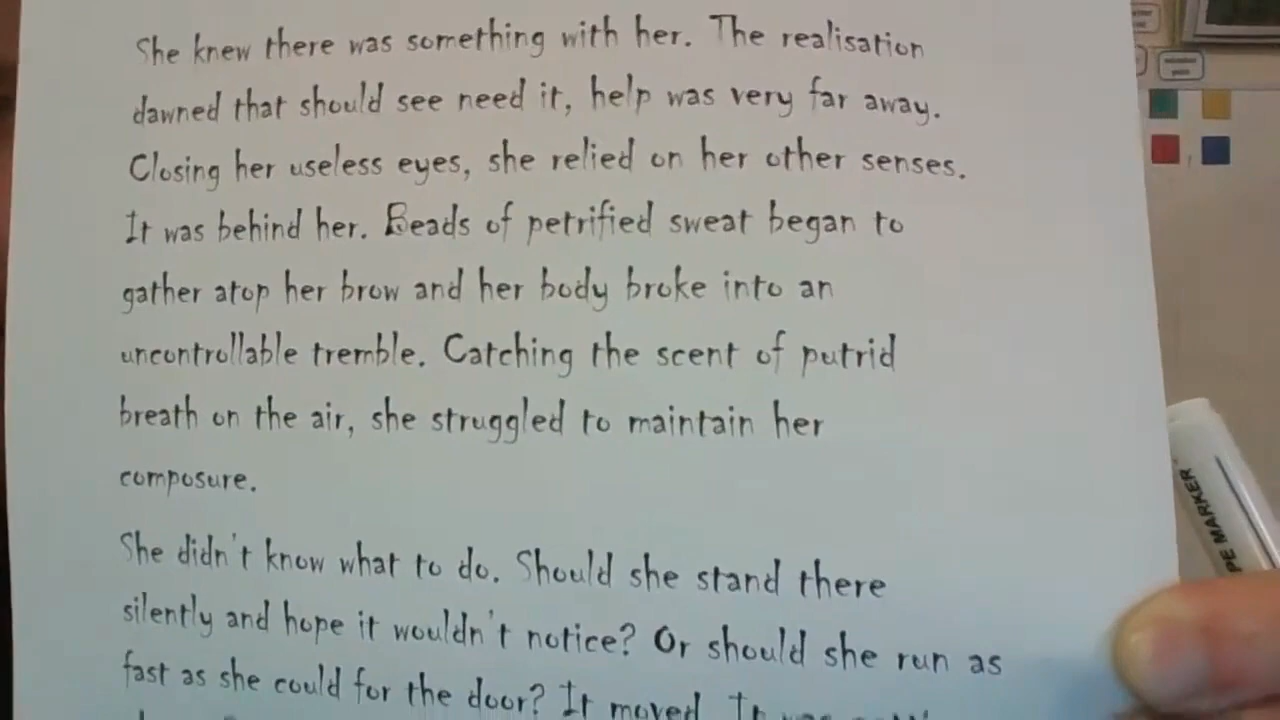 She knew there was something with her. The realisation
dawned that should see need it, help was very far away.
Closing her useless eyes, she relied on her other senses.
It was behind her. Beads of petrified sweat began to
gather atop her brow and her body broke into an
uncontrollable tremble. Catching the scent of putrid
breath on the air, she struggled to maintain her
composure.
She didn't know what to do. Should she stand there
silently and hope it wouldn't notice? Or should she run as
fast as she could for the door? It moved. It was
PE MARKER